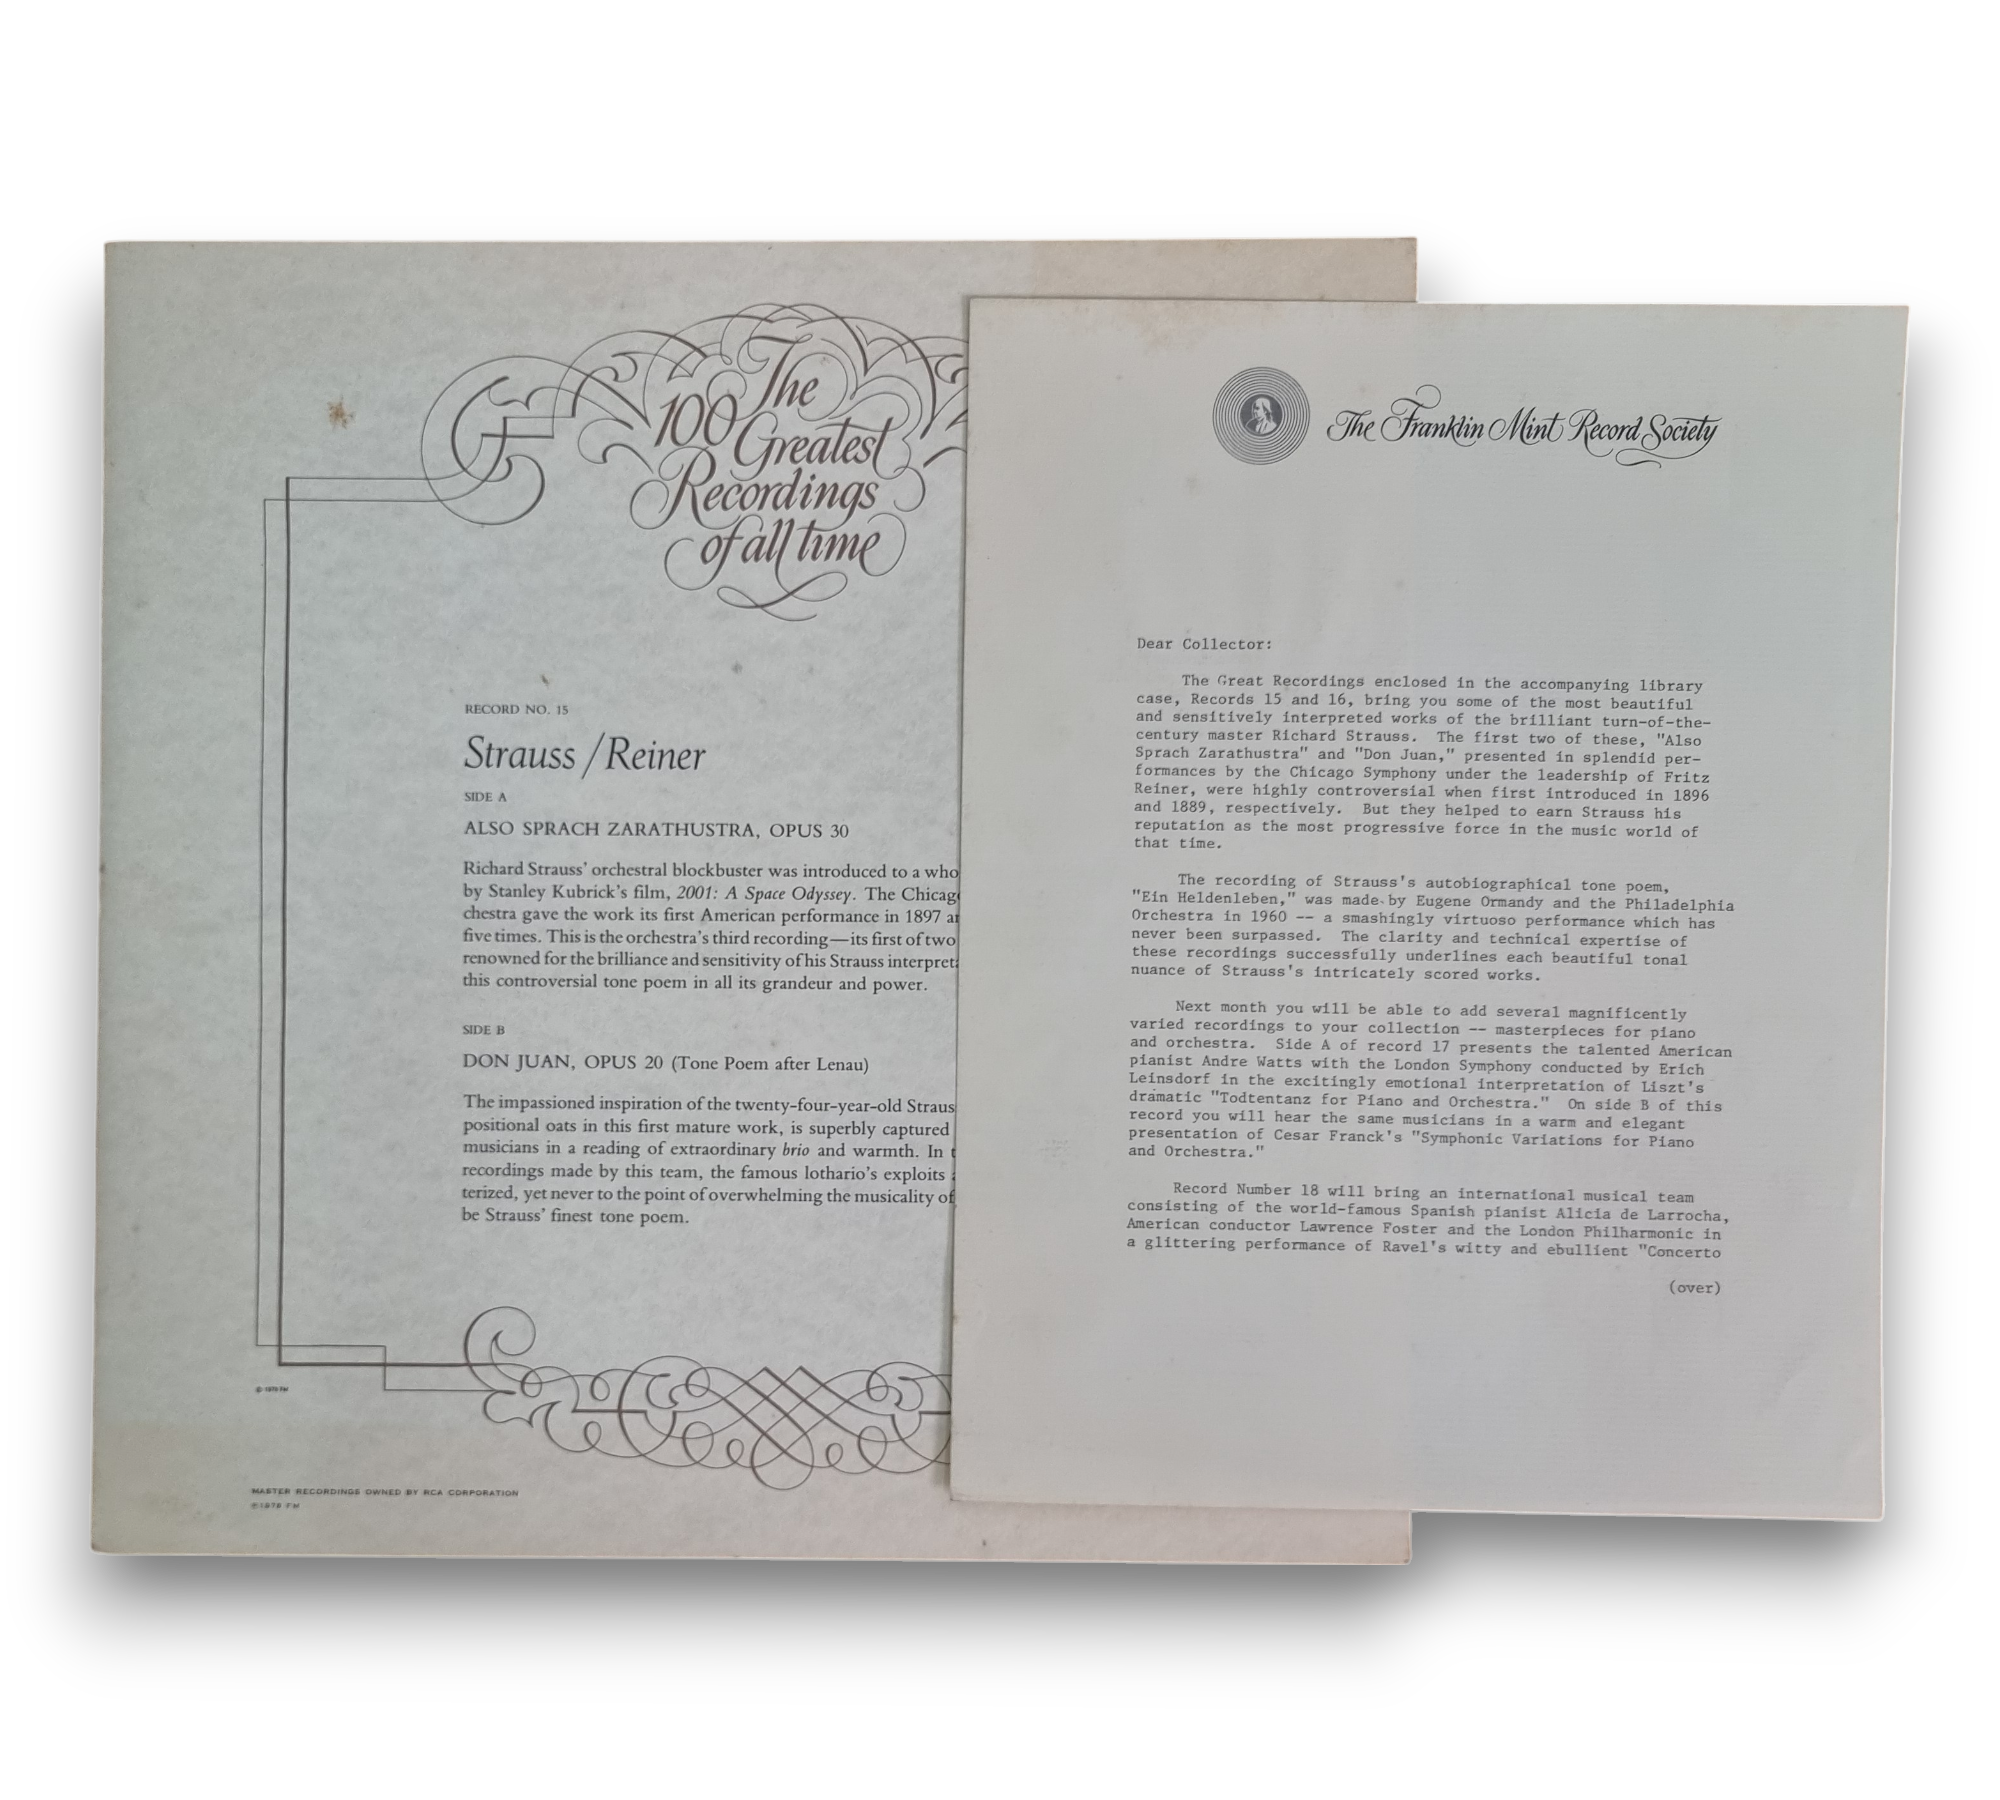 The
100
Greatest
Recordings
of all time
RECORD NO. 15
Strauss / Reiner
SIDE A
ALSO SPRACH ZARATHUSTRA, OPUS 30
Richard Strauss' orchestral blockbuster was introduced to a who
by Stanley Kubrick's film, 2001: A Space Odyssey. The Chicag
chestra gave the work its first American performance in 1897 a
five times. This is the orchestra's third recording—its first of two
renowned for the brilliance and sensitivity of his Strauss interpret
this controversial tone poem in all its grandeur and power.
SIDE B
DON JUAN, OPUS 20 (Tone Poem after Lenau)
The impassioned inspiration of the twenty-four-year-old Straus
positional oats in this first mature work, is superbly captured
musicians in a reading of extraordinary brio and warmth. In
recordings made by this team, the famous lothario's exploits
terized, yet never to the point of overwhelming the musicality of
be Strauss' finest tone poem.
MASTER RECORDINGS OWNED BY RCA CORPORATION
The Franklin Mint Record Society
Dear Collector:
The Great Recordings enclosed in the accompanying library
case, Records 15 and 16, bring you some of the most beautiful
and sensitively interpreted works of the brilliant turn-of-the-
century master Richard Strauss. The first two of these, "Also
Sprach Zarathustra" and "Don Juan," presented in splendid per-
formances by the Chicago Symphony under the leadership of Fritz
Reiner, were highly controversial when first introduced in 1896
and 1889, respectively. But they helped to earn Strauss his
reputation as the most progressive force in the music world of
that time.
The recording of Strauss's autobiographical tone poem,
"Ein Heldenleben," was made by Eugene Ormandy and the Philadelphia
Orchestra in 1960 -- a smashingly virtuoso performance which has
never been surpassed. The clarity and technical expertise of
these recordings successfully underlines each beautiful tonal
nuance of Strauss's intricately scored works.
Next month you will be able to add several magnificently
varied recordings to your collection -- masterpieces for piano
and orchestra. Side A of record 17 presents the talented American
pianist Andre Watts with the London Symphony conducted by Erich
Leinsdorf in the excitingly emotional interpretation of Liszt's
dramatic "Todtentanz for Piano and Orchestra." On side B of this
record you will hear the same musicians in a warm and elegant
presentation of Cesar Franck's "Symphonic Variations for Piano
and Orchestra."
Record Number 18 will bring an international musical team
consisting of the world-famous Spanish pianist Alicia de Larrocha,
American conductor Lawrence Foster and the London Philharmonic in
a glittering performance of Ravel's witty and ebullient "Concerto
(over)